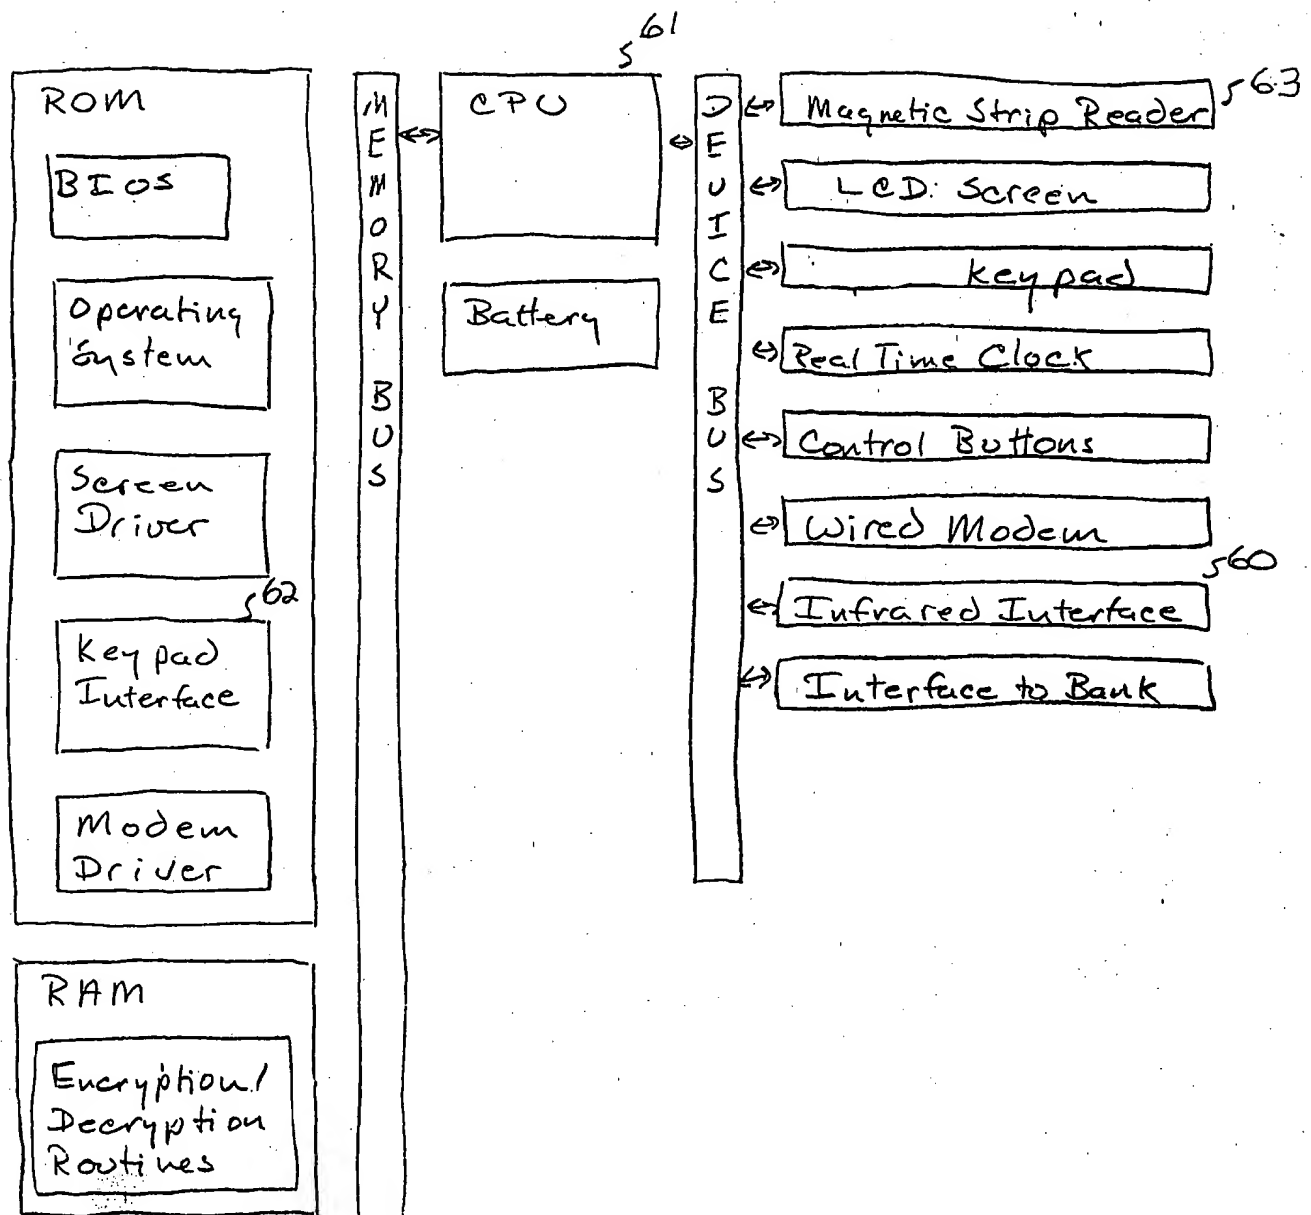 ROM
BIOS
Operating
System
Screen
Driver
62
Keypad
Interface
Modem
Driver
RAM
Encryption/
Decryption
Routines
MEMORY BUS
61
CPU
Battery
DEVICE BUS
63
Magnetic Strip Reader
LCD Screen
Keypad
Real Time Clock
Control Buttons
Wired Modem
60
Infrared Interface
Interface to Bank